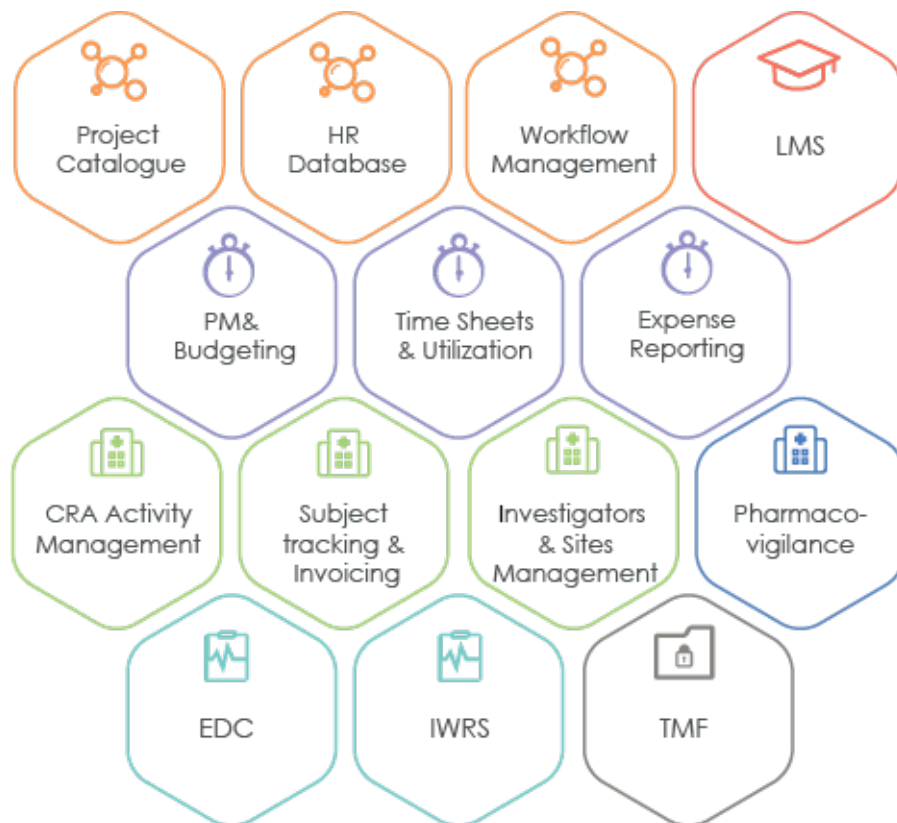 Project
Catalogue
HR
Database
Workflow
Management
LMS
PM&
Budgeting
Time Sheets
& Utilization
Expense
Reporting
CRA Activity
Management
Subject
tracking &
Invoicing
Investigators
& Sites
Management
Pharmaco-
vigilance
EDC
IWRS
TMF